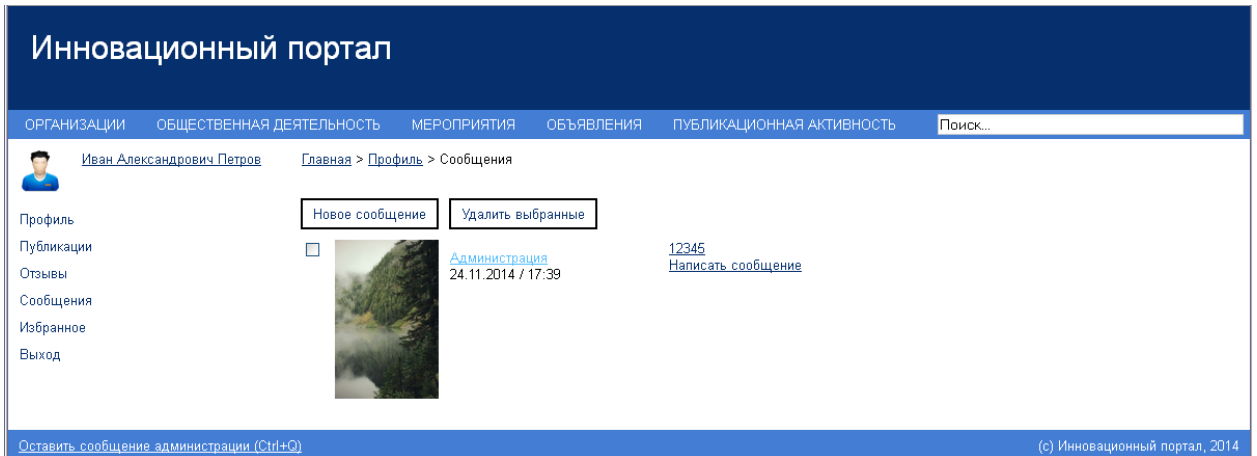 Инновационный портал
ОРГАНИЗАЦИИ ОБЩЕСТВЕННАЯ ДЕЯТЕЛЬНОСТЬ МЕРОПРИЯТИЯ ОБЪЯВЛЕНИЯ ПУБЛИКАЦИОННАЯ АКТИВНОСТЬ Поиск...
Иван Александрович Петров
Главная > Профиль > Сообщения
Профиль
Публикации
Отзывы
Сообщения
Избранное
Выход
Новое сообщение Удалить выбранные
Администрация
24.11.2014 / 17:39
12345
Написать сообщение
Оставить сообщение администрации (Ctrl+Q)
(c) Инновационный портал, 2014